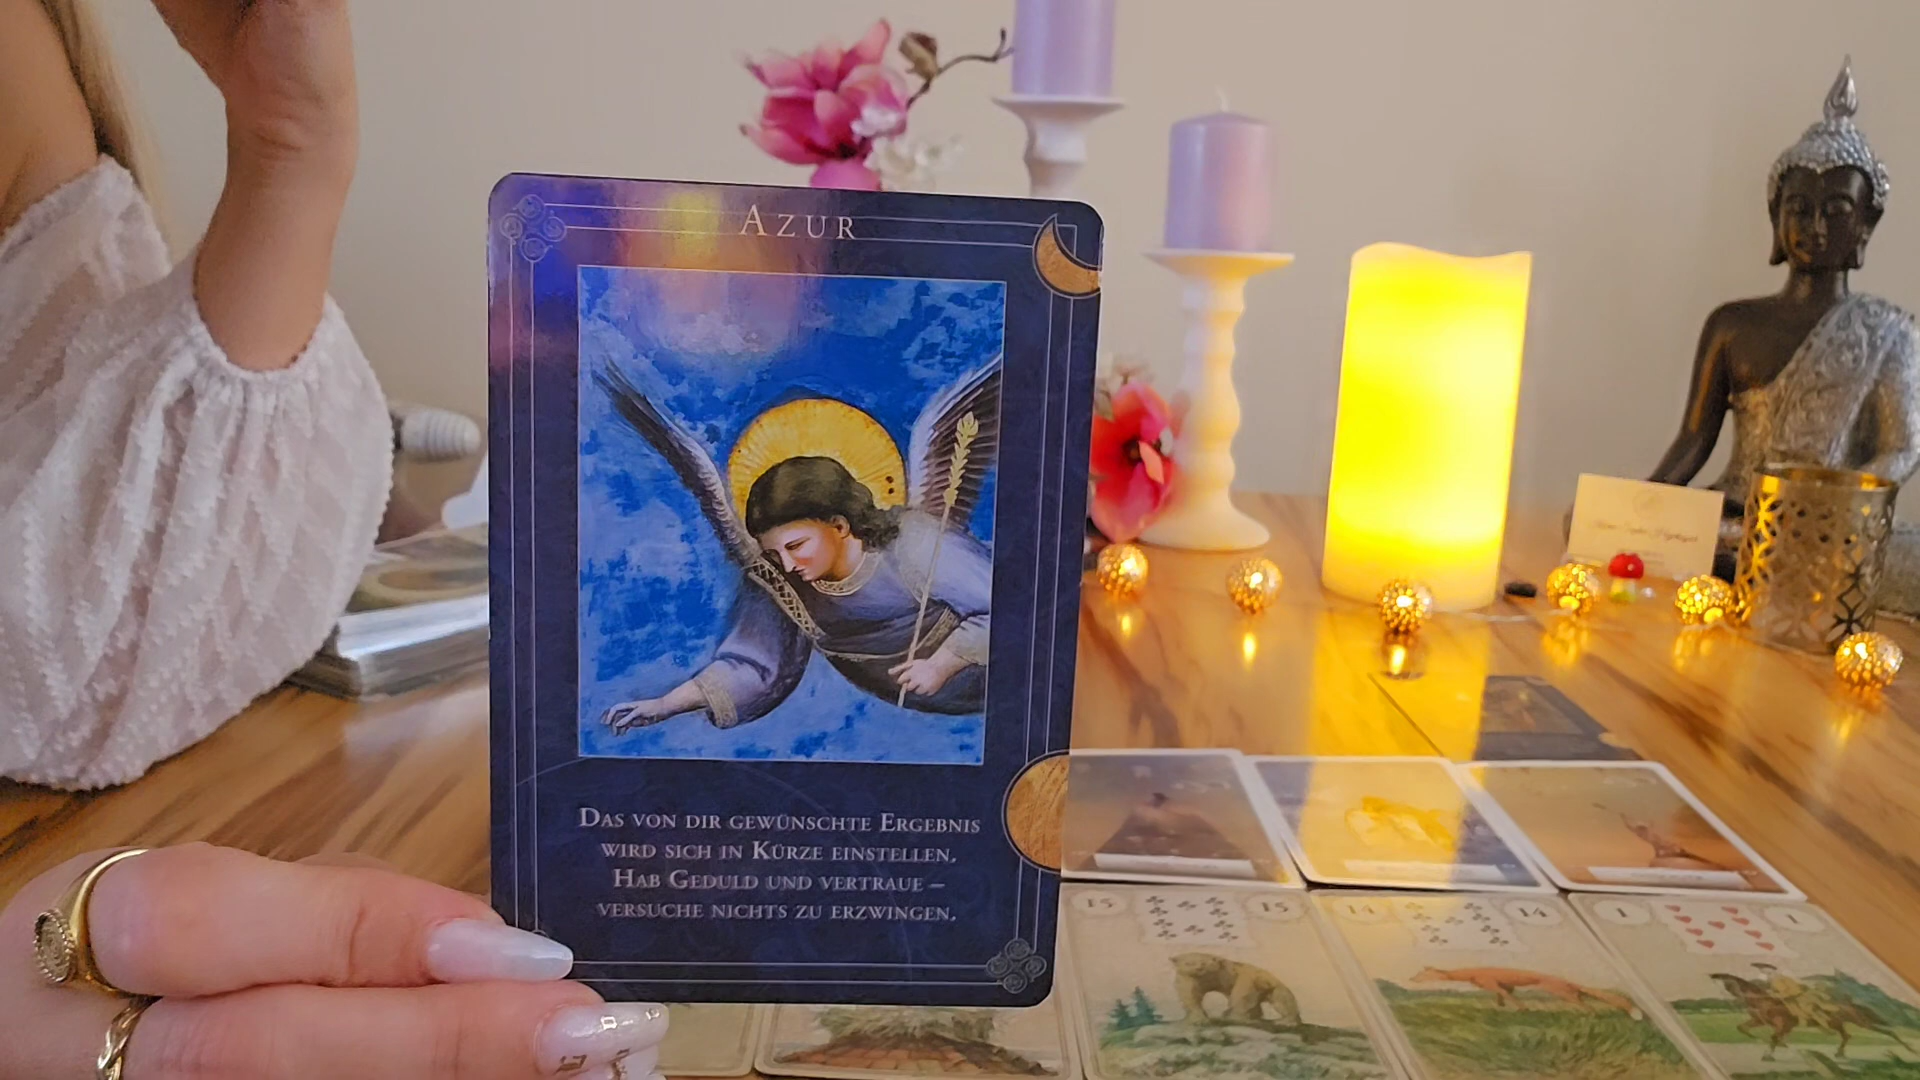 Azur
Das von dir gewünschte Ergebnis
wird sich in Kürze einstellen.
Hab Geduld und vertraue –
versuche nichts zu erzwingen.
15 15
14 14
1 1